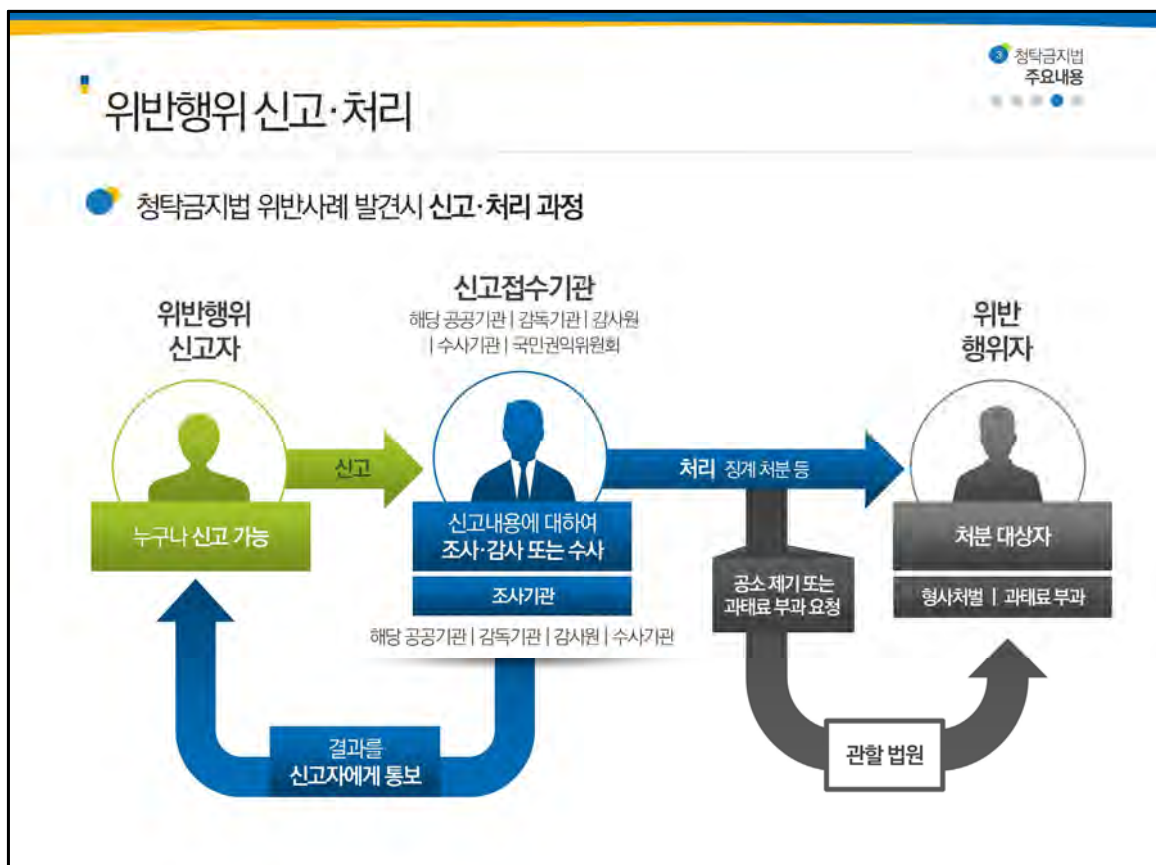 3 청탁금지법
주요내용
위반행위 신고·처리
청탁금지법 위반사례 발견시 신고·처리 과정
위반행위
신고자
신고접수기관
해당 공공기관 | 감독기관 | 감사원
| 수사기관 | 국민권익위원회
위반
행위자
신고
처리 징계 처분 등
누구나 신고 가능
신고내용에 대하여
조사·감사 또는 수사
조사기관
해당 공공기관 | 감독기관 | 감사원 | 수사기관
공소 제기 또는
과태료 부과 요청
처분 대상자
형사처벌 | 과태료 부과
결과를
신고자에게 통보
관할 법원